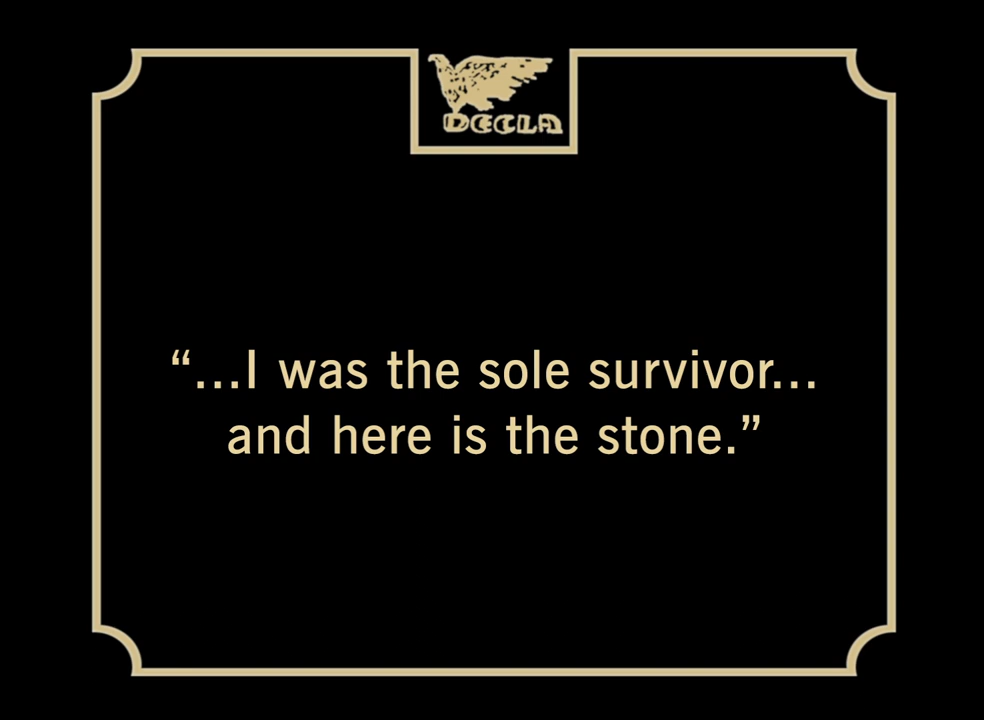 DECLA
“...I was the sole survivor...
and here is the stone.”